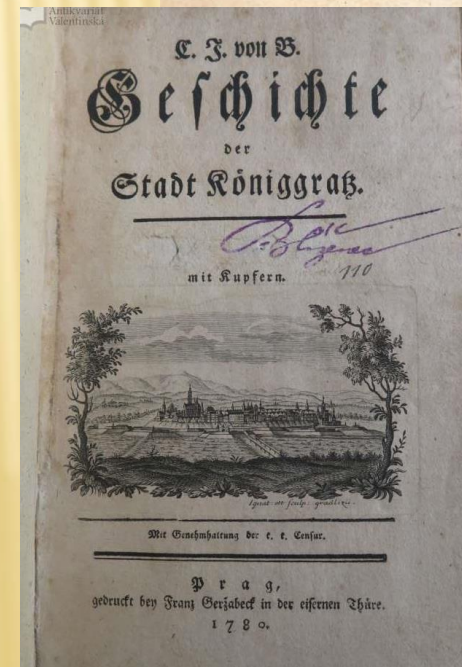 Antikvariát
Valentinská
C. J. von B.
Geschichte
der
Stadt Königgratz.
110
mit Kupfern.
Mit Genehmhaltung der k. k. Censur.
Prag,
gedruckt bey Franz Geržabeck in der eisernen Thüre.
1780.